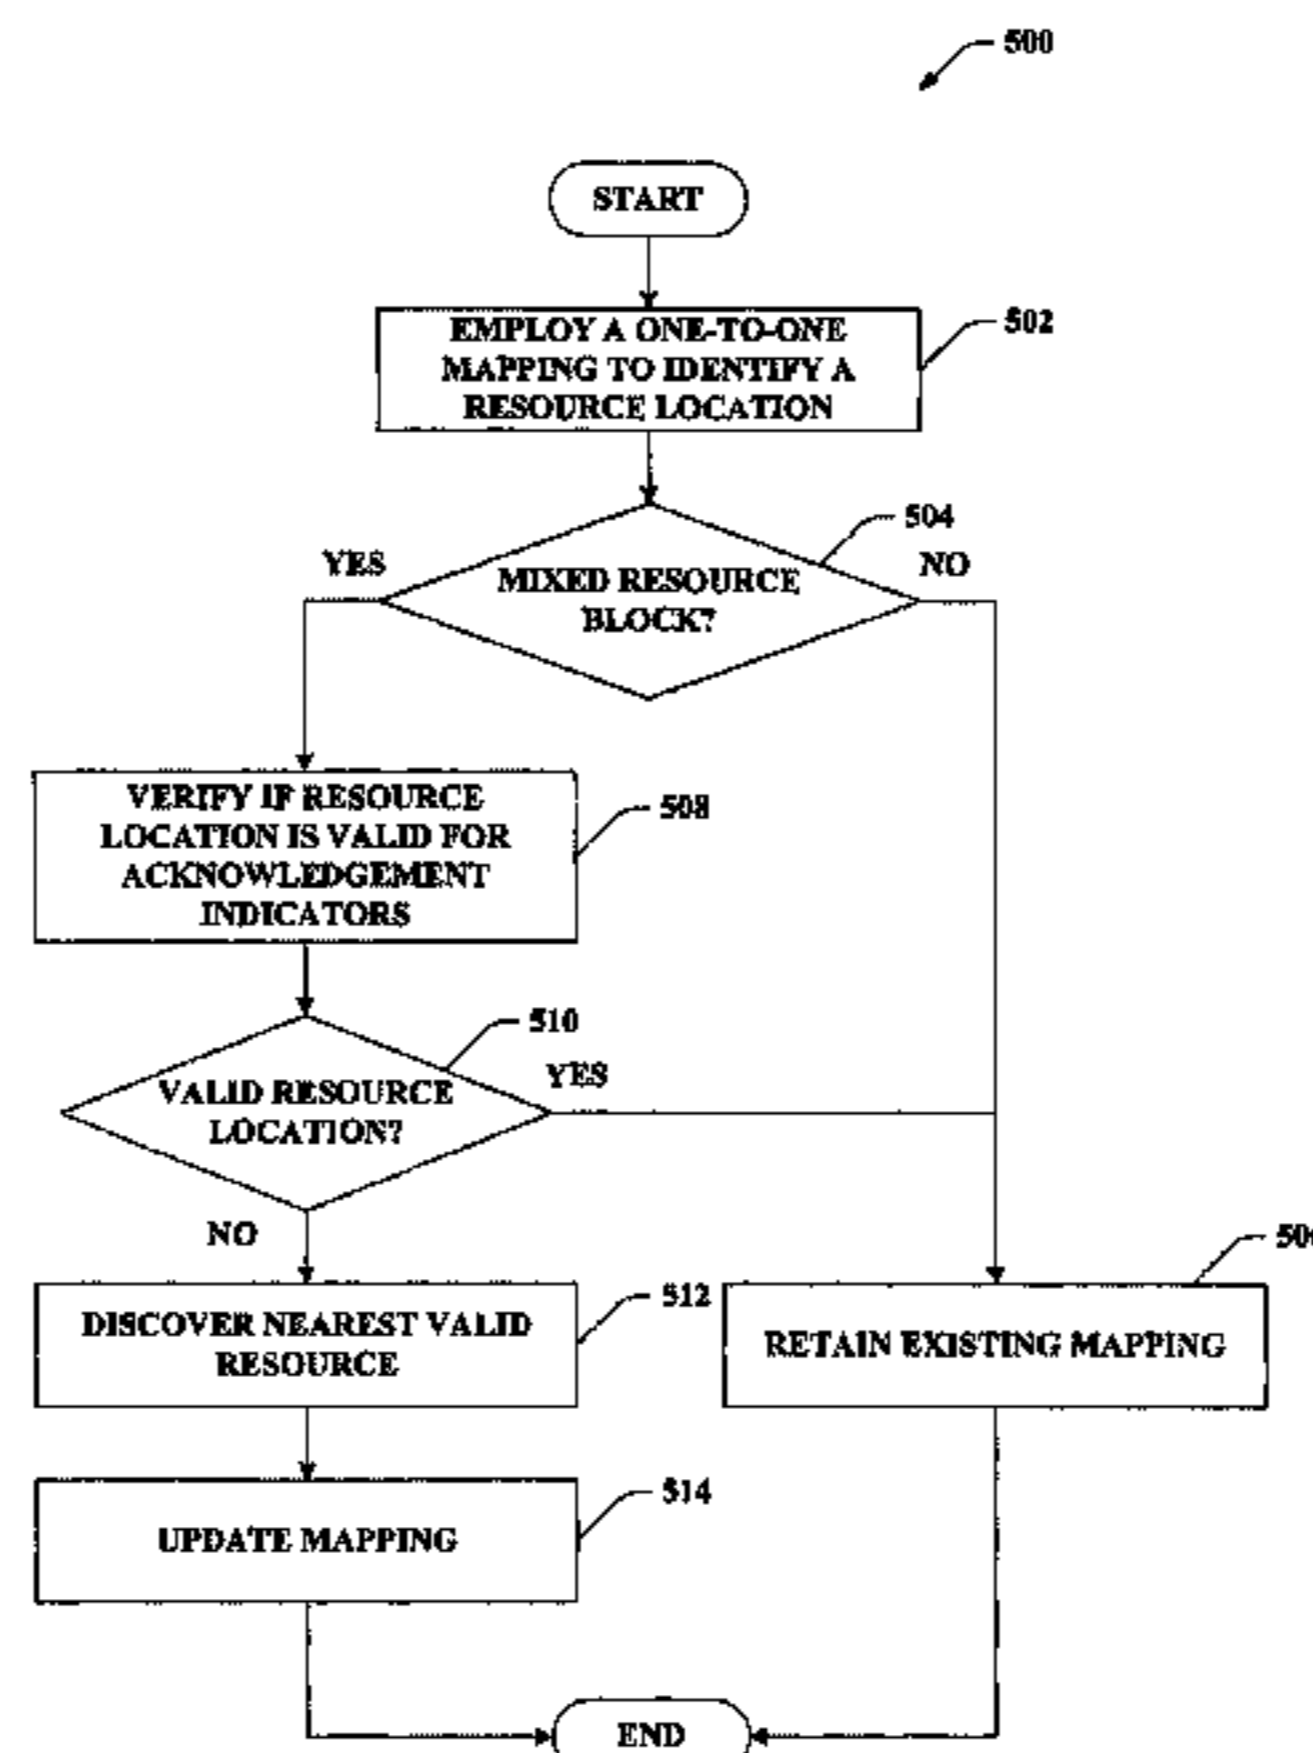 500
START
EMPLOY A ONE-TO-ONE
MAPPING TO IDENTIFY A
RESOURCE LOCATION
502
504
YES
NO
MIXED RESOURCE
BLOCK?
VERIFY IF RESOURCE
LOCATION IS VALID FOR
ACKNOWLEDGEMENT
INDICATORS
508
510
VALID RESOURCE
LOCATION?
YES
NO
DISCOVER NEAREST VALID
RESOURCE
512
RETAIN EXISTING MAPPING
UPDATE MAPPING
514
END